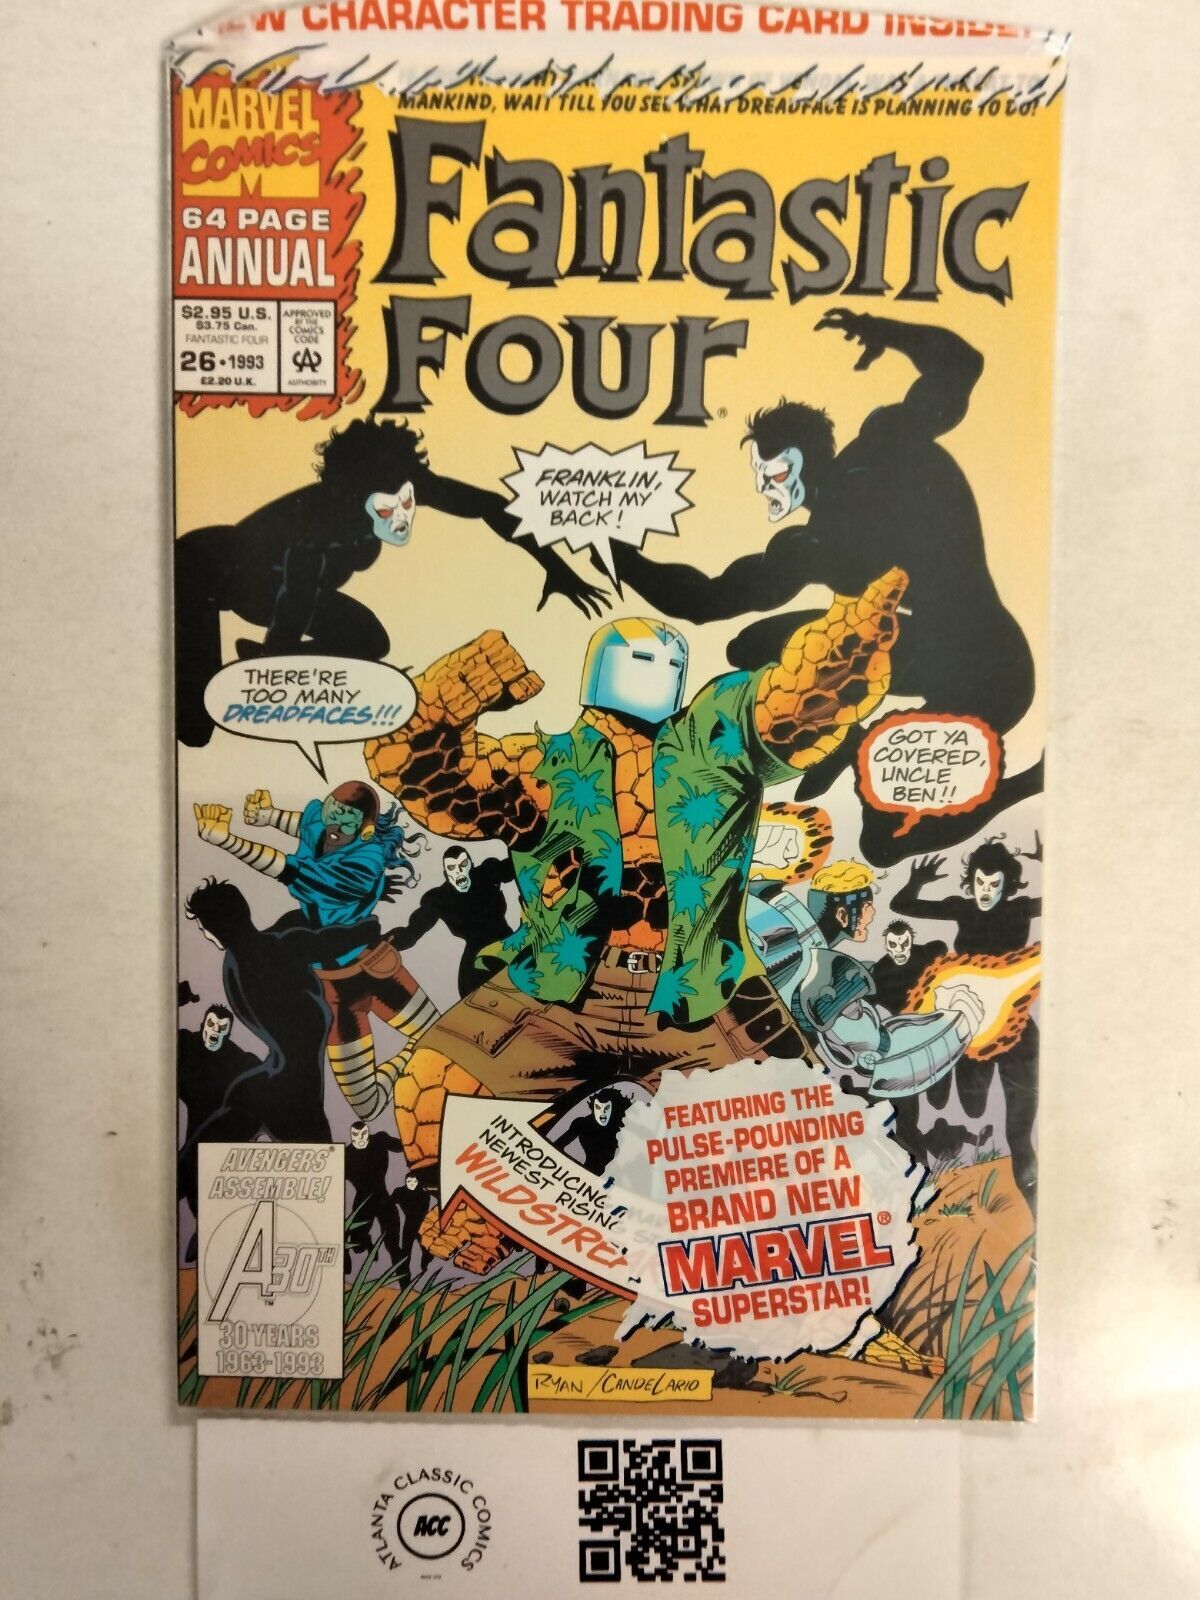 CHARACTER TRADING CARD INSIDE!
MANKIND, WAIT TILL YOU SEE WHAT DREADFACE IS PLANNING TO DO!
MARVEL
COMICS
M
64 PAGE
ANNUAL
$2.95 U.S.
$3.75 Can.
FANTASTIC FOUR
26 • 1993
£2.20 U.K.
APPROVED
BY THE
COMICS
CODE
CA
AUTHORITY
Fantastic
Four®
FRANKLIN,
WATCH MY
BACK!
THERE'RE
TOO MANY
DREADFACES!!!
GOT YA
COVERED,
UNCLE
BEN!!
INTRODUCING
NEWEST RISING
FEATURING THE
PULSE-POUNDING
PREMIERE OF A
BRAND NEW
MARVEL®
SUPERSTAR!
AVENGERS
ASSEMBLE!
A30TH
TM
30 YEARS
1963-1993
RYAN/CANDELARIO
ATLANTA CLASSIC COMICS
ACC